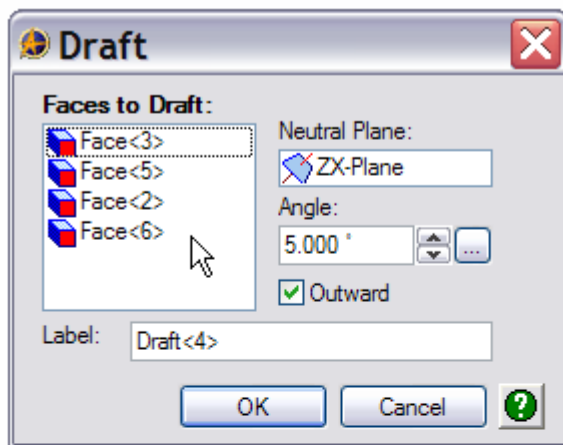 Draft
Faces to Draft:
Face<3>
Face<5>
Face<2>
Face<6>
Neutral Plane:
ZX-Plane
Angle:
5.000 °
...
Outward
Label:
Draft<4>
OK
Cancel
?